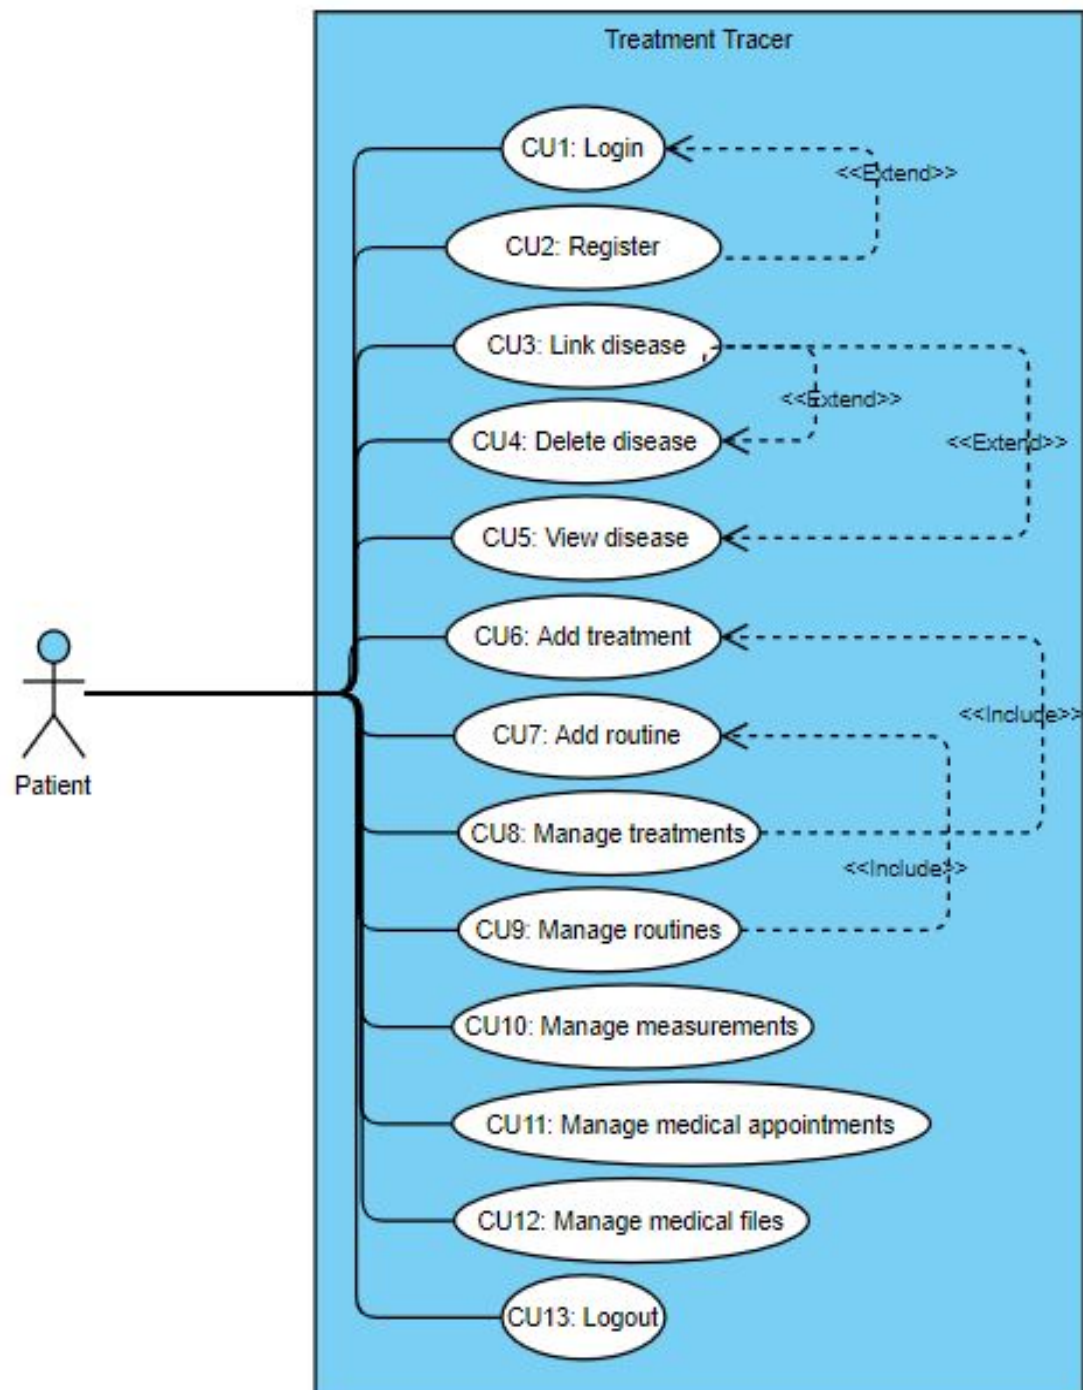 Treatment Tracer
CU1: Login
<<Extend>>
CU2: Register
CU3: Link disease
<<Extend>>
CU4: Delete disease
<<Extend>>
CU5: View disease
CU6: Add treatment
<<Include>>
CU7: Add routine
Patient
CU8: Manage treatments
<<Include>>
CU9: Manage routines
CU10: Manage measurements
CU11: Manage medical appointments
CU12: Manage medical files
CU13: Logout